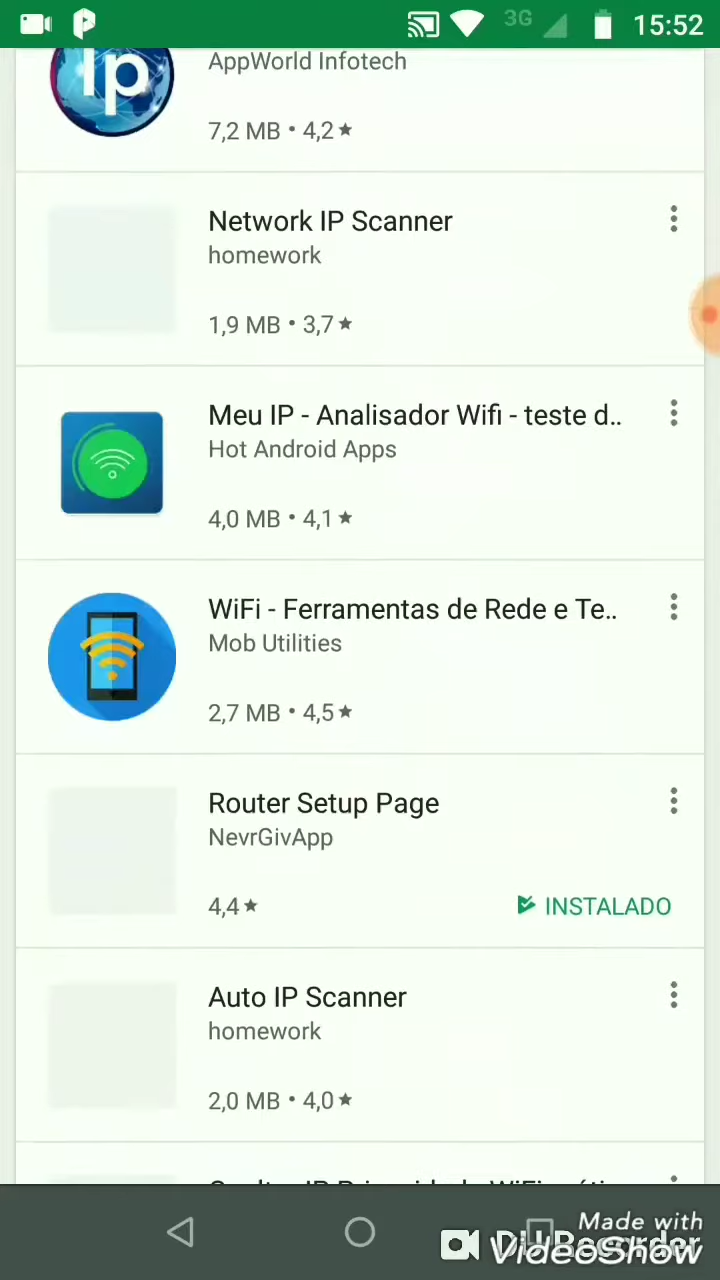 3G 15:52
Ip
AppWorld Infotech
7,2 MB • 4,2★
Network IP Scanner
homework
1,9 MB • 3,7★
Meu IP - Analisador Wifi - teste d..
Hot Android Apps
4,0 MB • 4,1★
WiFi - Ferramentas de Rede e Te..
Mob Utilities
2,7 MB • 4,5★
Router Setup Page
NevrGivApp
4,4★ INSTALADO
Auto IP Scanner
homework
2,0 MB • 4,0★
Made with
VideoShow